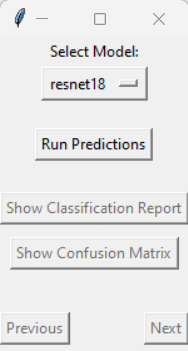 Select Model:
resnet18
Run Predictions
Show Classification Report
Show Confusion Matrix
Previous Next